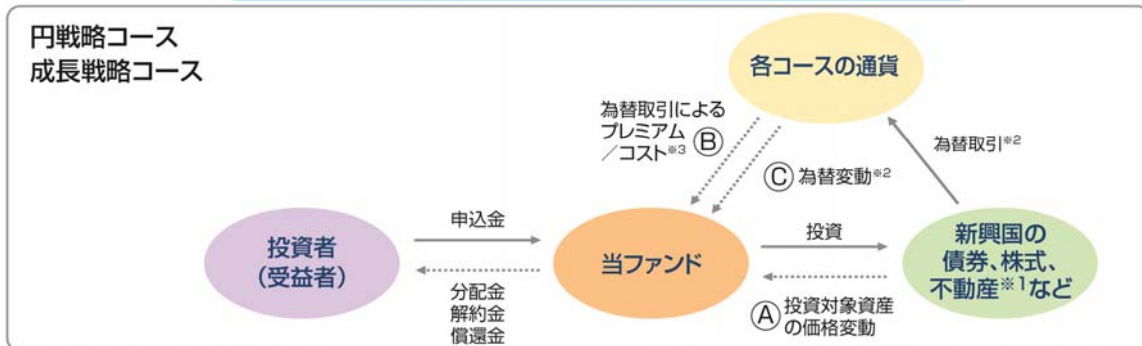 円戦略コース
成長戦略コース
各コースの通貨
為替取引による
プレミアム
／コスト※3 Ⓑ
為替取引※2
Ⓒ 為替変動※2
投資者
（受益者）
申込金
分配金
解約金
償還金
当ファンド
投資
Ⓐ 投資対象資産
の価格変動
新興国の
債券、株式、
不動産※1など